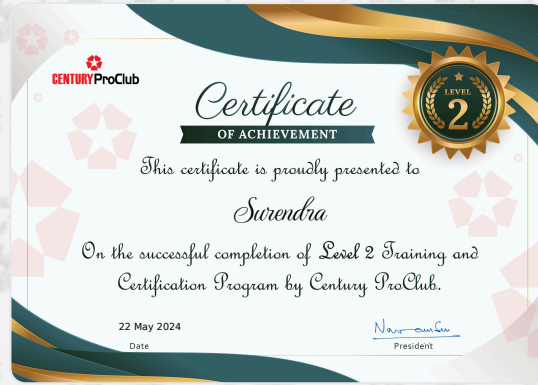 CENTURY ProClub
LEVEL
2
Certificate
OF ACHIEVEMENT
This certificate is proudly presented to
Surendra
On the successful completion of Level 2 Training and
Certification Program by Century ProClub.
22 May 2024
Date
President